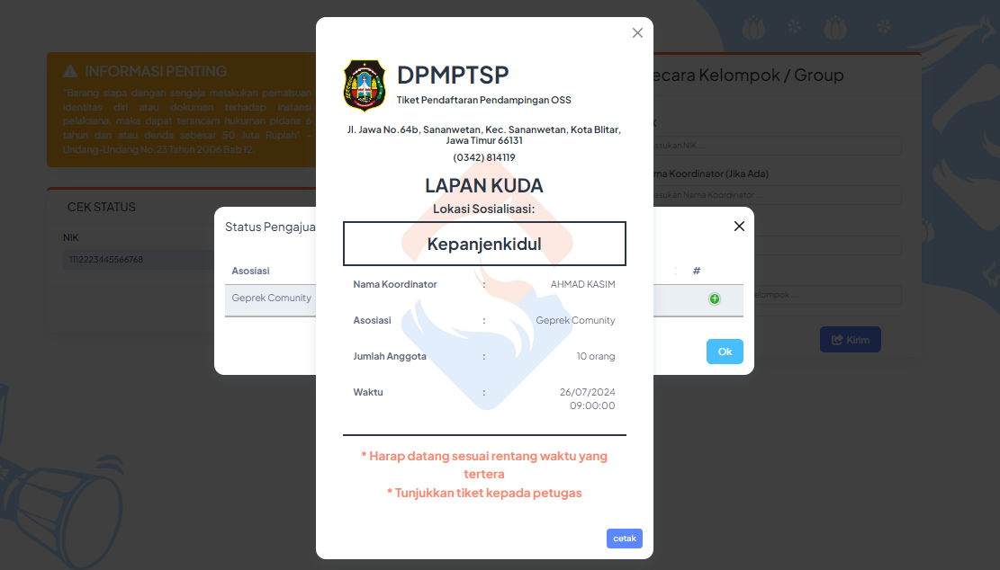 INFORMASI PENTING
"Barang siapa dengan sengaja melakukan pemalsuan
identitas diri atau dokumen terhadap instansi
pelaksana, maka dapat terancam hukuman pidana 6
tahun dan atau denda sebesar 50 Juta Rupiah" -
Undang-Undang No. 23 Tahun 2006 Bab 12.
CEK STATUS
NIK
1112223445566768
ecara Kelompok / Group
asukan NIK ...
ma Koordinator (Jika Ada)
asukan Nama Koordinator ...
elompok ...
Kirim
Status Pengajua
Asosiasi
#
Geprek Comunity
Ok
DPMPTSP
Tiket Pendaftaran Pendampingan OSS
Jl. Jawa No.64b, Sananwetan, Kec. Sananwetan, Kota Blitar,
Jawa Timur 66131
(0342) 814119
LAPAN KUDA
Lokasi Sosialisasi:
Kepanjenkidul
Nama Koordinator : AHMAD KASIM
Asosiasi : Geprek Comunity
Jumlah Anggota : 10 orang
Waktu : 26/07/2024
09:00:00
* Harap datang sesuai rentang waktu yang
tertera
* Tunjukkan tiket kepada petugas
cetak